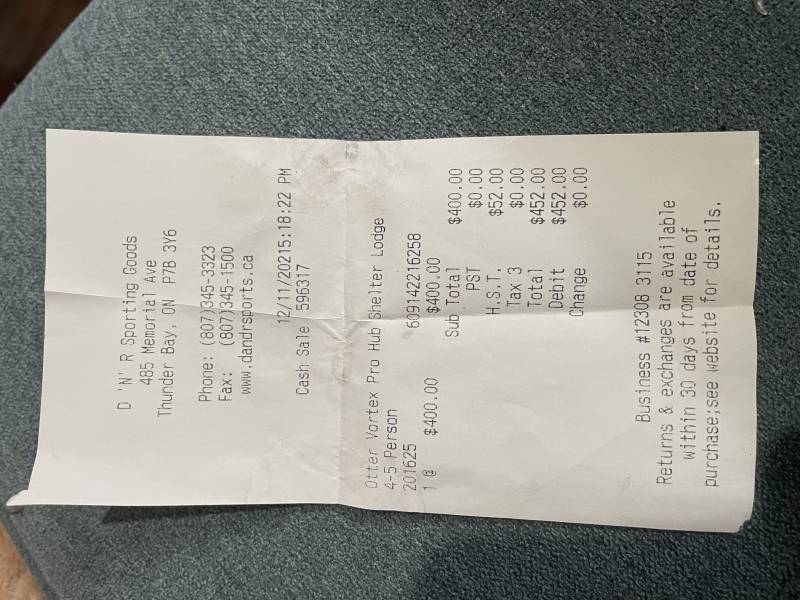 D 'N' R Sporting Goods
485 Memorial Ave
Thunder Bay, ON P7B 3Y6
Phone: (807)345-3323
Fax: (807)345-1500
www.dandrsports.ca
12/11/20215:18:22 PM
Cash Sale 596317
Otter Vortex Pro Hub Shelter Lodge
4-5 Person
201625 609142216258
1 @ $400.00 $400.00
Sub Total $400.00
PST $0.00
H.S.T. $52.00
Tax 3 $0.00
Total $452.00
Debit $452.00
Change $0.00
Business #12308 3115
Returns & exchanges are available
within 30 days from date of
purchase;see website for details.